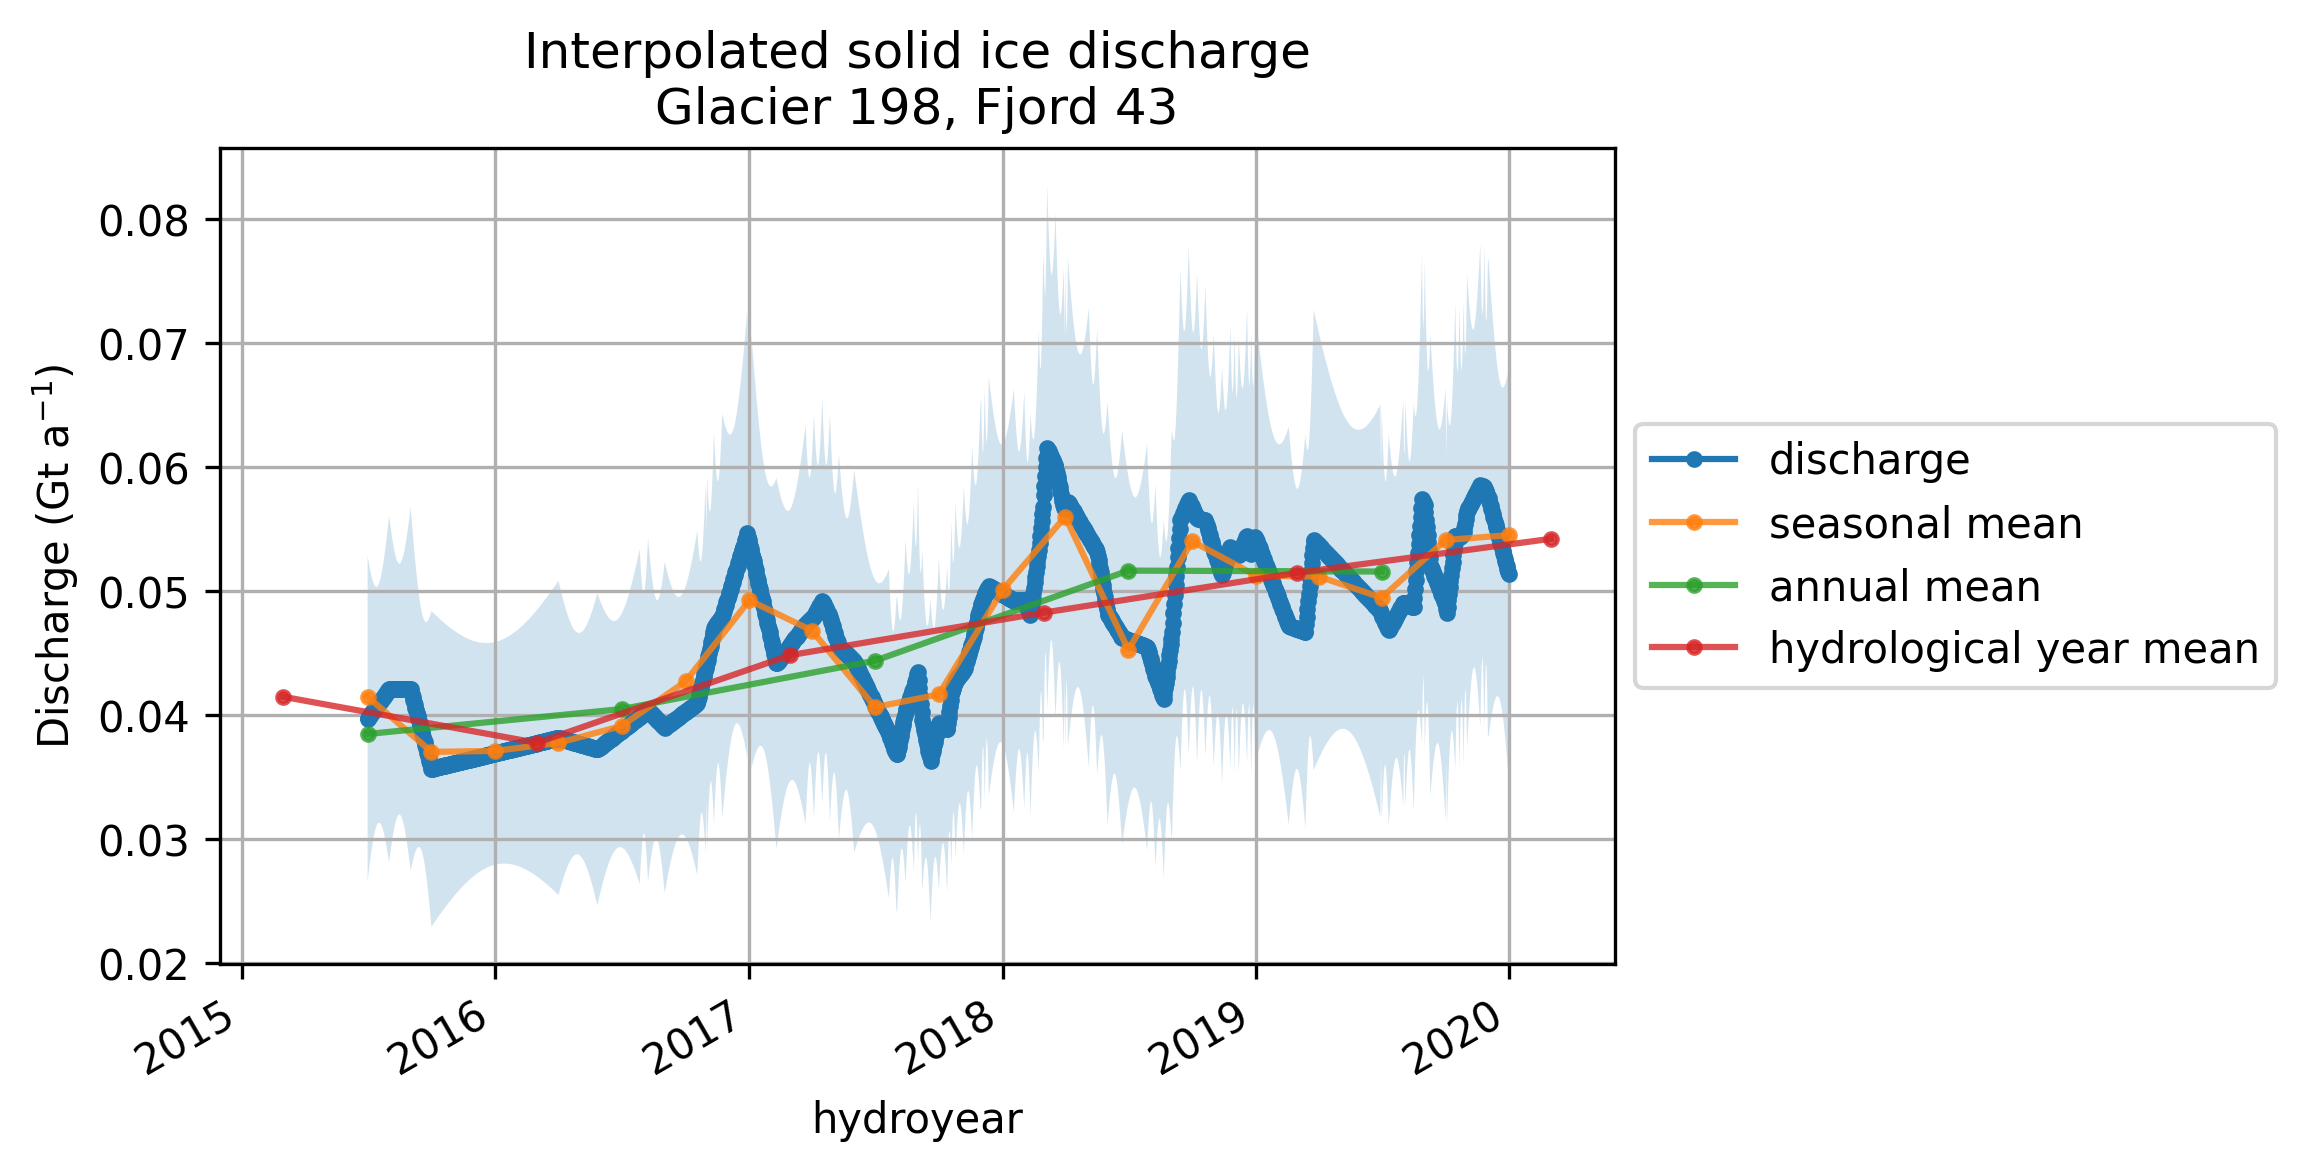 Interpolated solid ice discharge
Glacier 198, Fjord 43
Discharge (Gt a⁻¹)
0.08
0.07
0.06
0.05
0.04
0.03
0.02
2015
2016
2017
2018
2019
2020
hydroyear
discharge
seasonal mean
annual mean
hydrological year mean